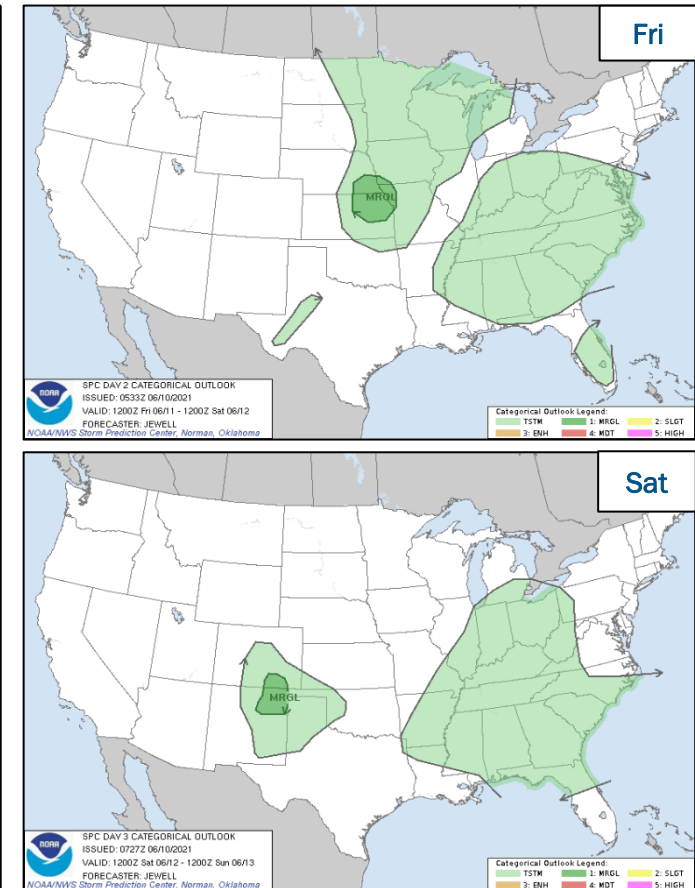 Fri
MRGL
NOAA
SPC DAY 2 CATEGORICAL OUTLOOK
ISSUED: 0533Z 06/10/2021
VALID: 1200Z Fri 06/11 - 1200Z Sat 06/12
FORECASTER: JEWELL
NOAA/NWS Storm Prediction Center, Norman, Oklahoma
Categorical Outlook Legend:
TSTM 1: MRGL 2: SLGT
3: ENH 4: MDT 5: HIGH
Sat
MRGL
NOAA
SPC DAY 3 CATEGORICAL OUTLOOK
ISSUED: 0727Z 06/10/2021
VALID: 1200Z Sat 06/12 - 1200Z Sun 06/13
FORECASTER: JEWELL
NOAA/NWS Storm Prediction Center, Norman, Oklahoma
Categorical Outlook Legend:
TSTM 1: MRGL 2: SLGT
3: ENH 4: MDT 5: HIGH